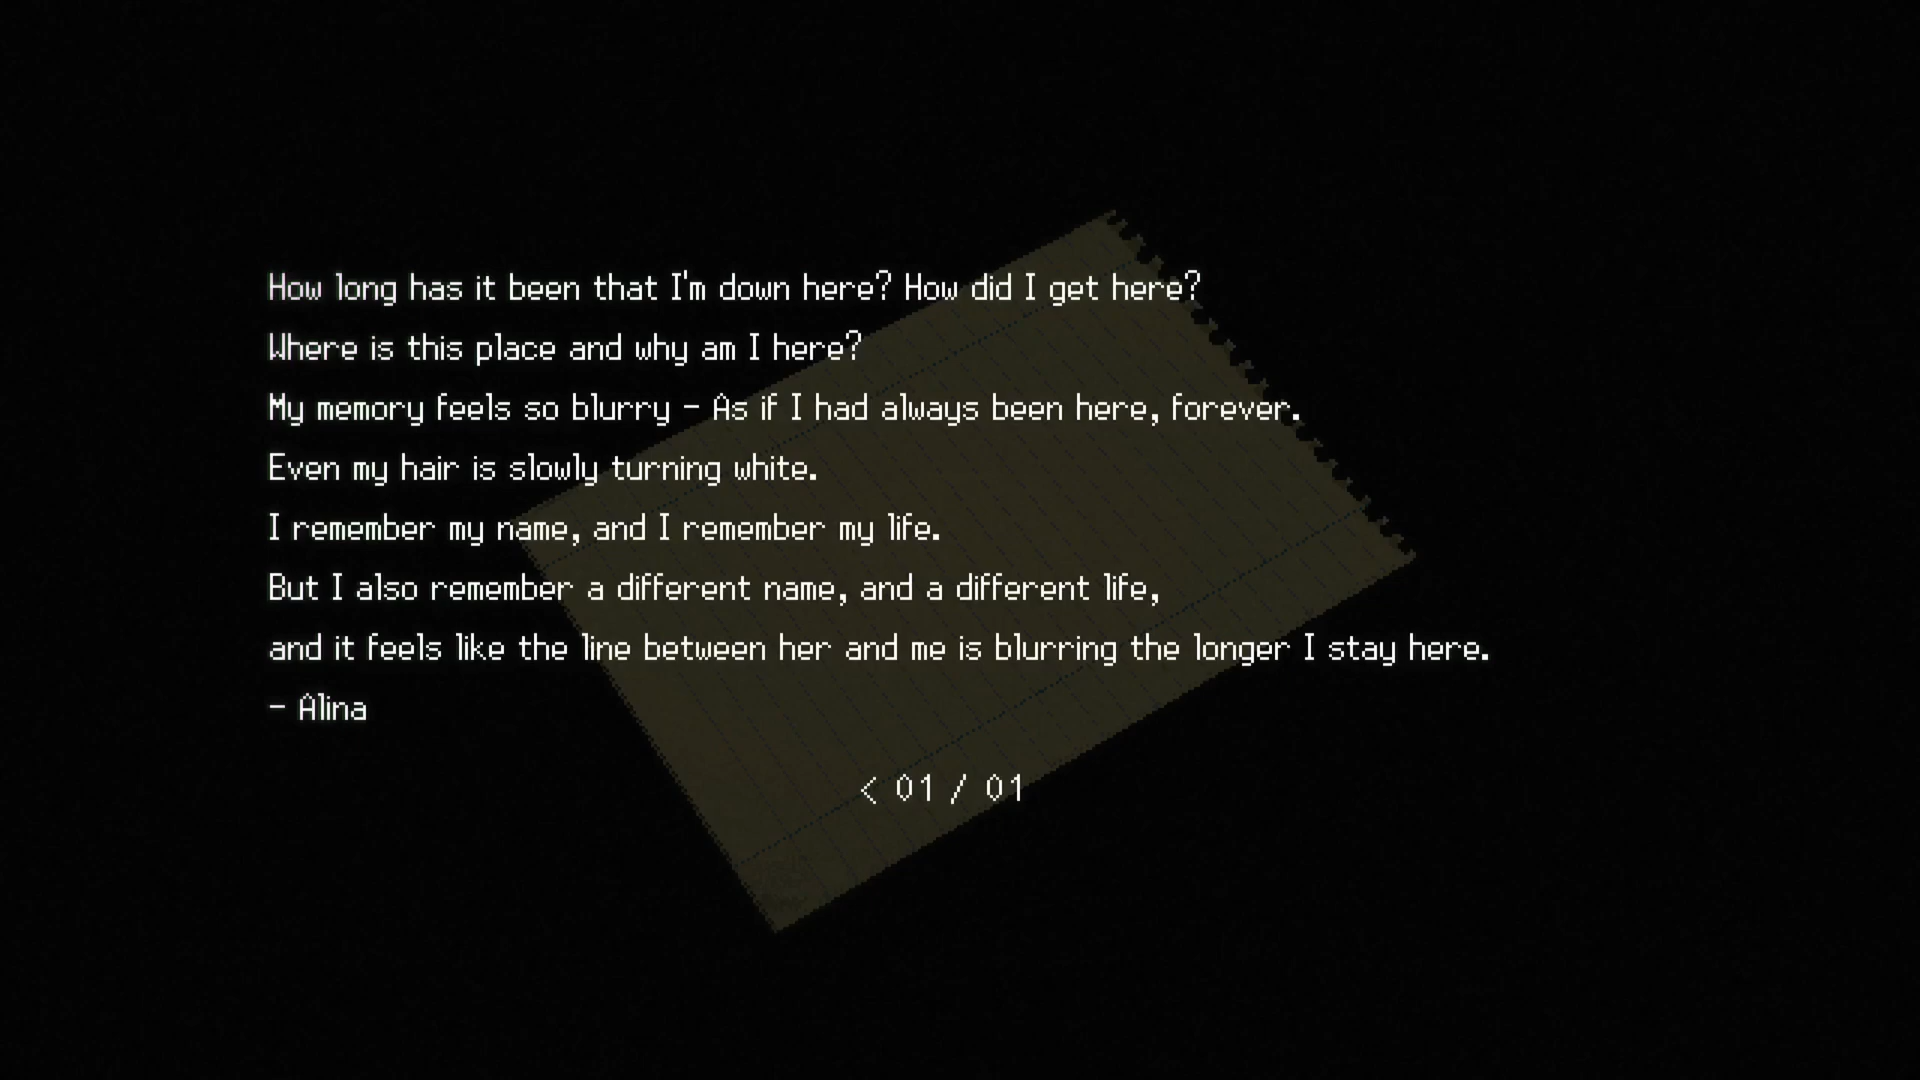 How long has it been that I'm down here? How did I get here?
Where is this place and why am I here?
My memory feels so blurry - As if I had always been here, forever.
Even my hair is slowly turning white.
I remember my name, and I remember my life.
But I also remember a different name, and a different life,
and it feels like the line between her and me is blurring the longer I stay here.
- Alina
< 01 / 01